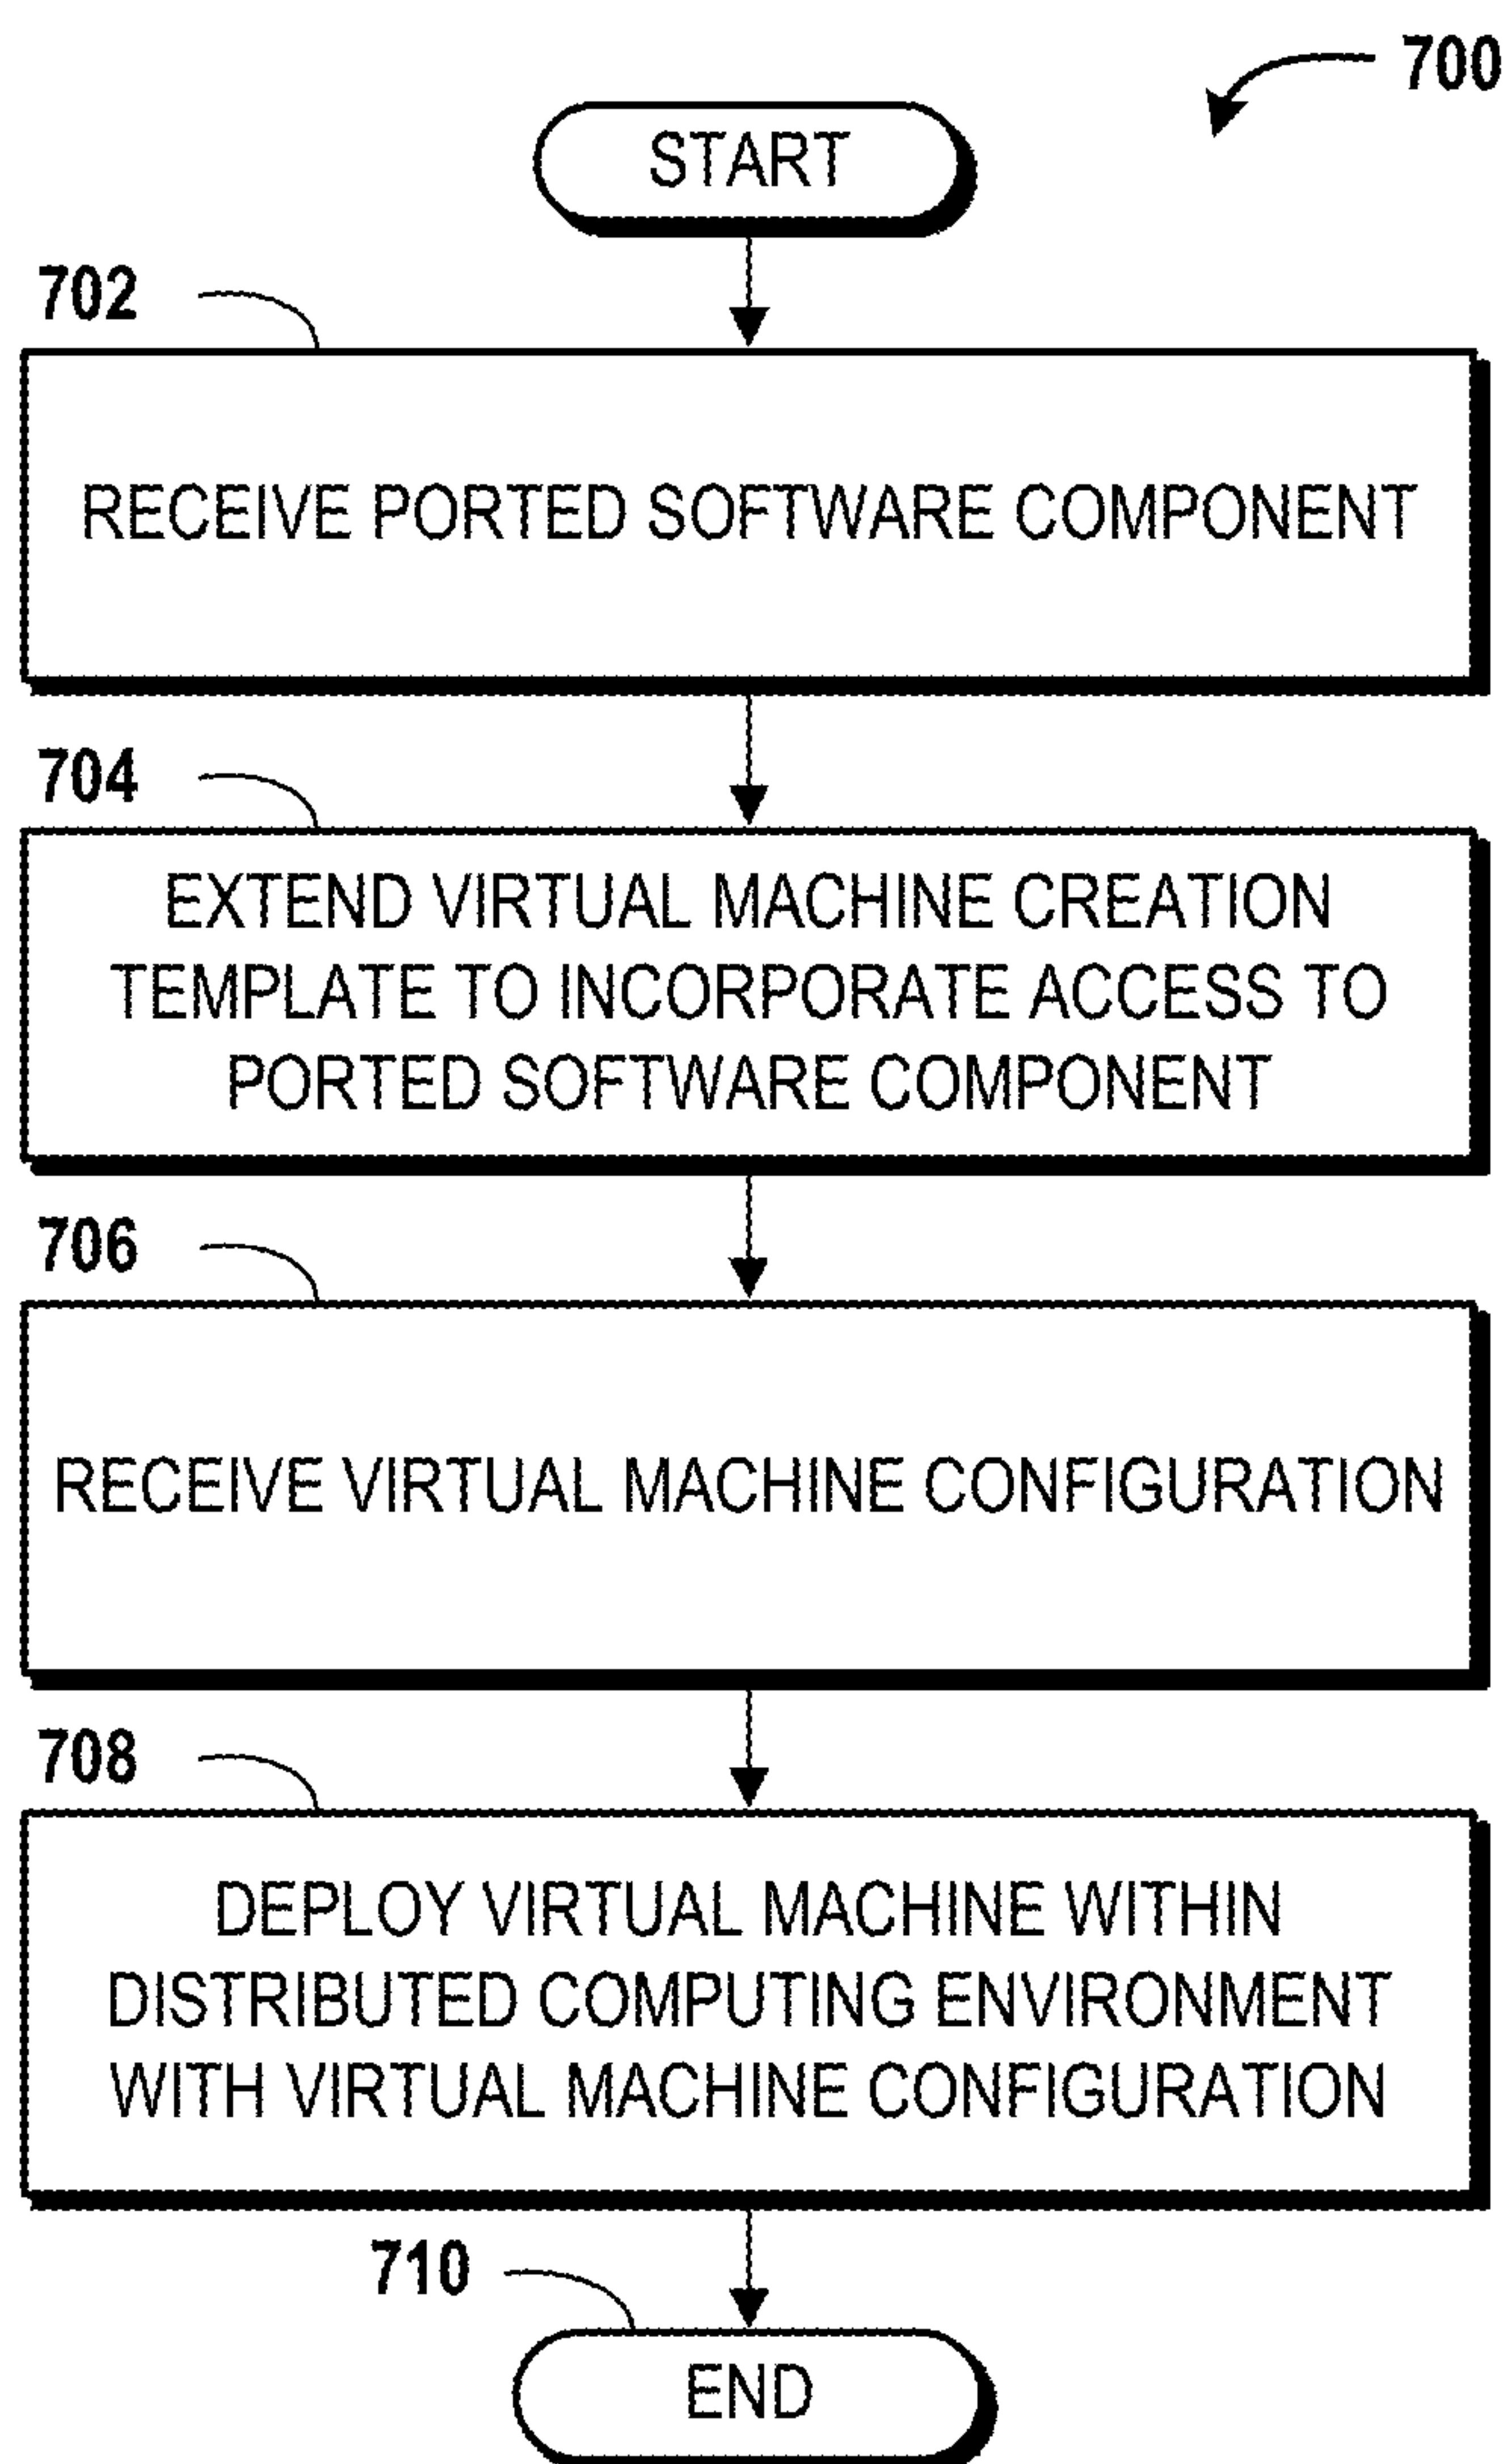 700
START
702
RECEIVE PORTED SOFTWARE COMPONENT
704
EXTEND VIRTUAL MACHINE CREATION
TEMPLATE TO INCORPORATE ACCESS TO
PORTED SOFTWARE COMPONENT
706
RECEIVE VIRTUAL MACHINE CONFIGURATION
708
DEPLOY VIRTUAL MACHINE WITHIN
DISTRIBUTED COMPUTING ENVIRONMENT
WITH VIRTUAL MACHINE CONFIGURATION
710
END